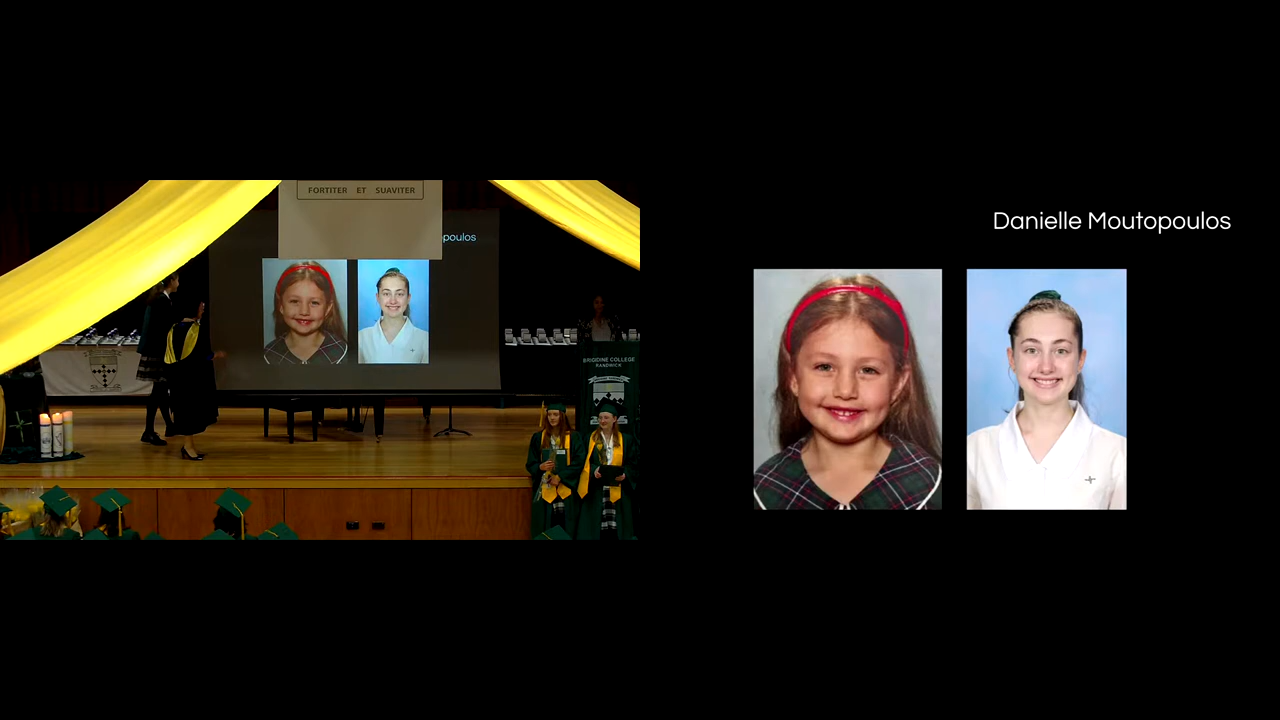 FORTITER ET SUAVITER
poulos
BRIGIDINE COLLEGE
RANDWICK
Danielle Moutopoulos